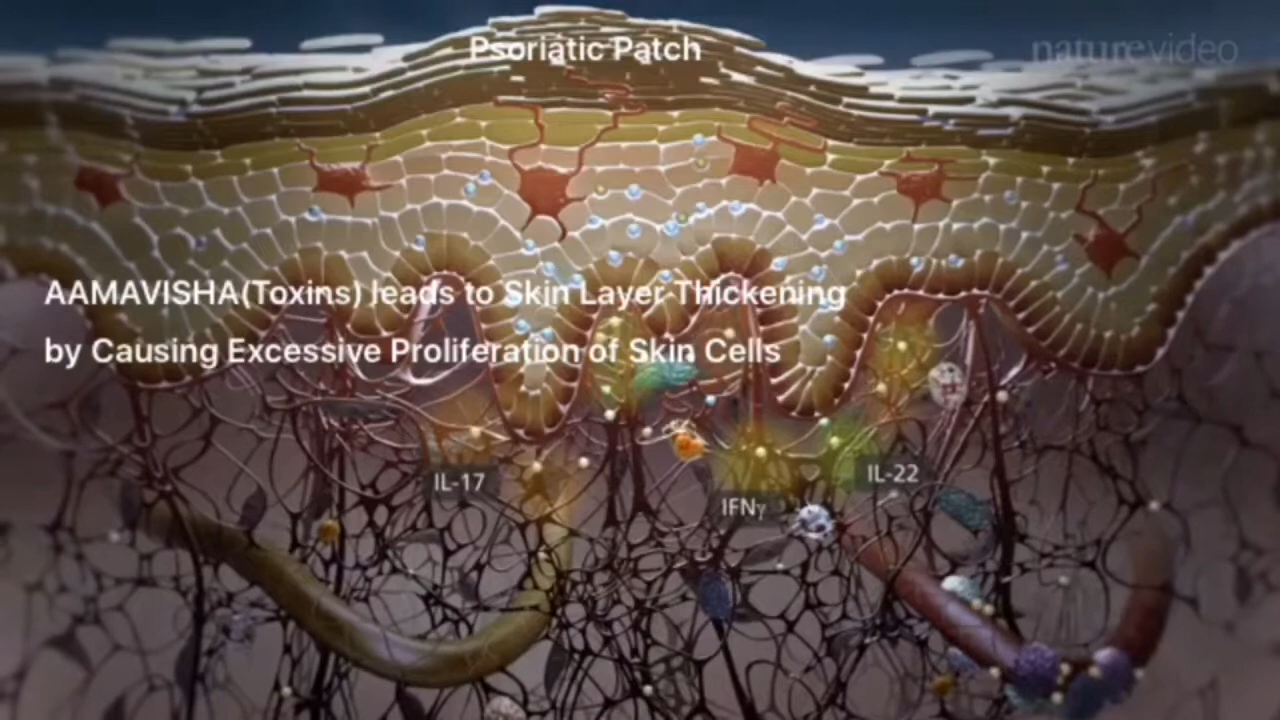 Psoriatic Patch
naturevideo
AAMAVISHA(Toxins) leads to Skin Layer Thickening
by Causing Excessive Proliferation of Skin Cells
IL-17
IL-22
IFNγ